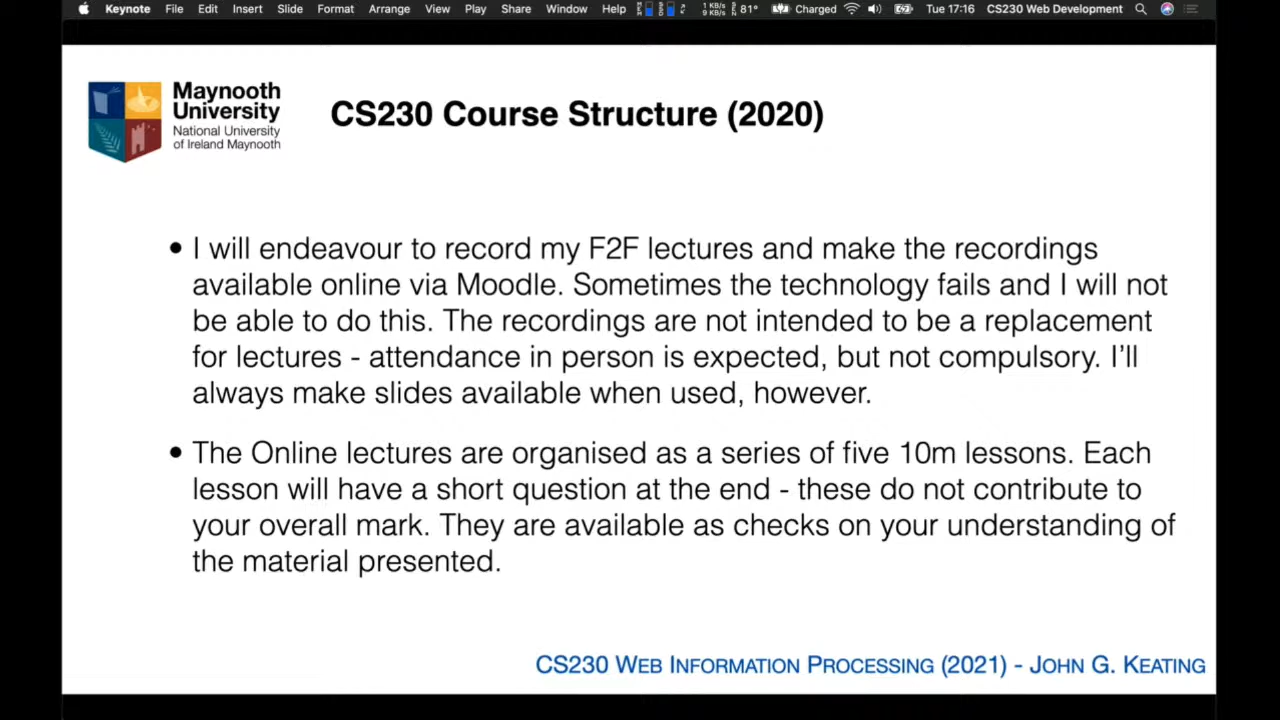 Keynote File Edit Insert Slide Format Arrange View Play Share Window Help 1 KB/s 9 KB/s 81° Charged Tue 17:16 CS230 Web Development
Maynooth
University
National University
of Ireland Maynooth
CS230 Course Structure (2020)
• I will endeavour to record my F2F lectures and make the recordings
available online via Moodle. Sometimes the technology fails and I will not
be able to do this. The recordings are not intended to be a replacement
for lectures - attendance in person is expected, but not compulsory. I'll
always make slides available when used, however.
• The Online lectures are organised as a series of five 10m lessons. Each
lesson will have a short question at the end - these do not contribute to
your overall mark. They are available as checks on your understanding of
the material presented.
CS230 Web Information Processing (2021) - John G. Keating